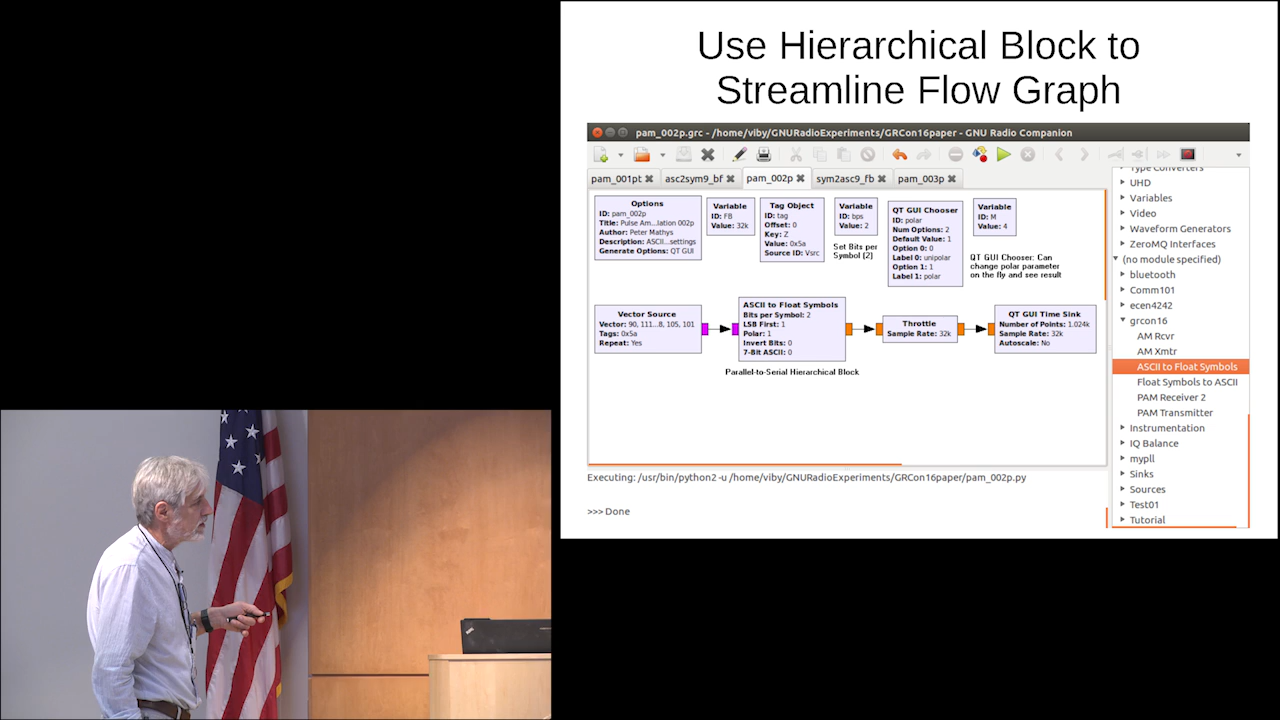 Use Hierarchical Block to
Streamline Flow Graph
pam_002p.grc - /home/viby/GNURadioExperiments/GRCon16paper - GNU Radio Companion
pam_001pt
asc2sym9_bf
pam_002p
sym2asc9_fb
pam_003p
Options
ID: pam_002p
Title: Pulse Am...lation 002p
Author: Peter Mathys
Description: ASCII...settings
Generate Options: QT GUI
Variable
ID: FB
Value: 32k
Tag Object
ID: tag
Offset: 0
Key: Z
Value: 0x5a
Source ID: Vsrc
Variable
ID: bps
Value: 2
Set Bits per
Symbol (2)
QT GUI Chooser
ID: polar
Num Options: 2
Default Value: 1
Option 0: 0
Label 0: unipolar
Option 1: 1
Label 1: polar
Variable
ID: M
Value: 4
QT GUI Chooser: Can
change polar parameter
on the fly and see result
Vector Source
Vector: 90, 111...8, 105, 101
Tags: 0x5a
Repeat: Yes
ASCII to Float Symbols
Bits per Symbol: 2
LSB First: 1
Polar: 1
Invert Bits: 0
7-Bit ASCII: 0
Throttle
Sample Rate: 32k
QT GUI Time Sink
Number of Points: 1.024k
Sample Rate: 32k
Autoscale: No
Parallel-to-Serial Hierarchical Block
Type Converters
UHD
Variables
Video
Waveform Generators
ZeroMQ Interfaces
(no module specified)
bluetooth
Comm101
ecen4242
grcon16
AM Rcvr
AM Xmtr
ASCII to Float Symbols
Float Symbols to ASCII
PAM Receiver 2
PAM Transmitter
Instrumentation
IQ Balance
mypll
Sinks
Sources
Test01
Tutorial
Executing: /usr/bin/python2 -u /home/viby/GNURadioExperiments/GRCon16paper/pam_002p.py
>>> Done